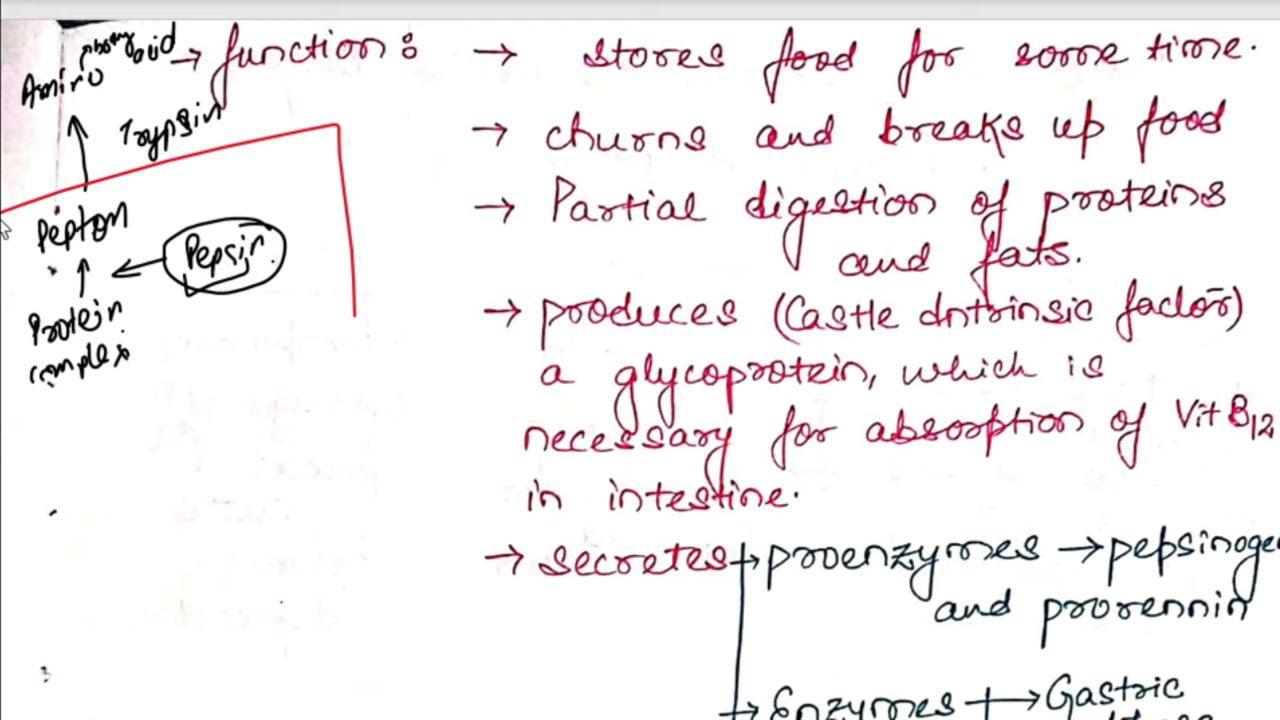 Amino acid
→ function : → stores food for some time.
Trypsin
→ churns and breaks up food
Pepton
→ Partial digestion of proteins
and fats.
Pepsin
Protein
complex
→ produces (Castle intrinsic factor)
a glycoprotein, which is
necessary for absorption of Vit B12
in intestine.
→ secretes → proenzymes → pepsinoge
and prorennin
→ Enzymes → Gastric